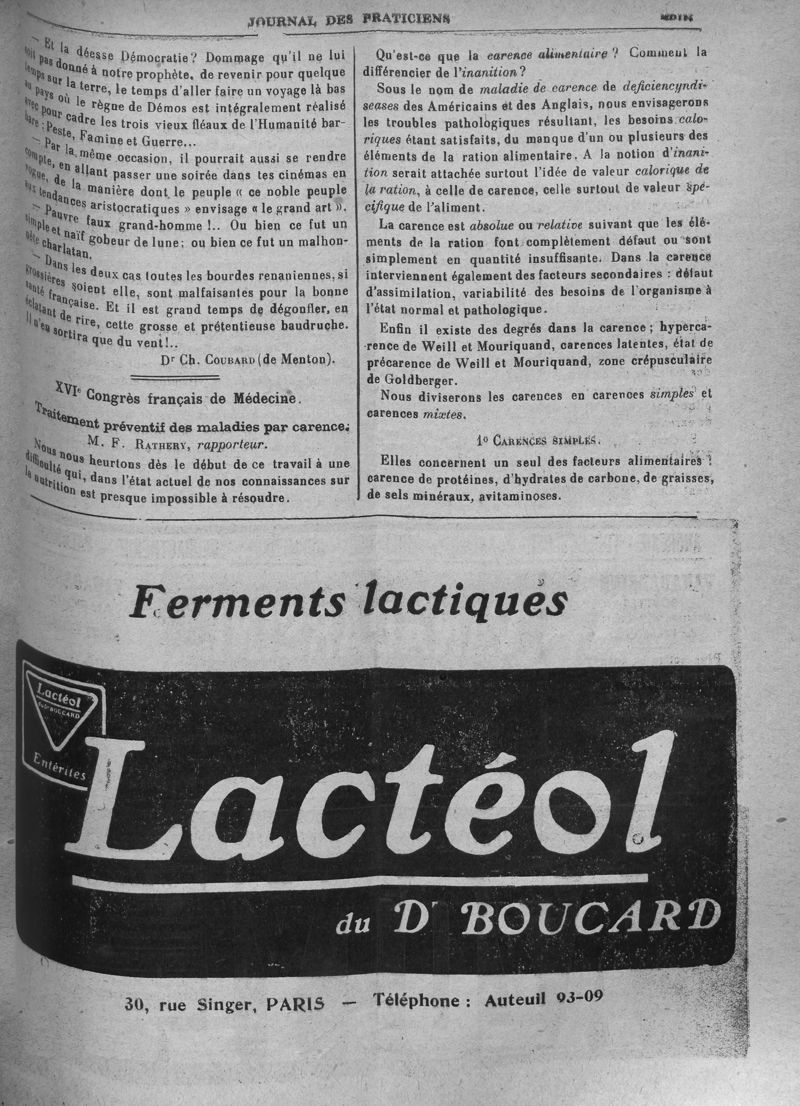 JOURNAL DES PRATICIENS
— Et la déesse Démocratie? Dommage qu'il ne lui
soit pas donné à notre prophète, de revenir pour quelque
temps sur la terre, le temps d'aller faire un voyage là bas
au pays où le règne de Démos est intégralement réalisé
avec pour cadre les trois vieux fléaux de l'Humanité bar-
bare : Peste, Famine et Guerre...
— Par la même occasion, il pourrait aussi se rendre
compte, en allant passer une soirée dans tes cinémas en
vogue, de la manière dont le peuple « ce noble peuple
aux tendances aristocratiques » envisage « le grand art ».
— Pauvre faux grand-homme !.. Ou bien ce fut un
simple et naïf gobeur de lune; ou bien ce fut un malhon-
nête charlatan.
— Dans les deux cas toutes les bourdes renaniennes, si
grossières soient elle, sont malfaisantes pour la bonne
santé française. Et il est grand temps de dégonfler, en
éclatant de rire, cette grosse et prétentieuse baudruche.
Il n'en sortira que du vent !..
Dr Ch. COUBARD (de Menton).
XVIe Congrès français de Médecine.
Traitement préventif des maladies par carence.
M. F. RATHERY, rapporteur.
Nous nous heurtons dès le début de ce travail à une
difficulté qui, dans l'état actuel de nos connaissances sur
la nutrition est presque impossible à résoudre.
Qu'est-ce que la carence alimentaire ? Comment la
différencier de l'inanition ?
Sous le nom de maladie de carence de deficiencyndi-
seases des Américains et des Anglais, nous envisagerons
les troubles pathologiques résultant, les besoins calo-
riques étant satisfaits, du manque d'un ou plusieurs des
éléments de la ration alimentaire. A la notion d'inani-
tion serait attachée surtout l'idée de valeur calorique de
la ration, à celle de carence, celle surtout de valeur spé-
cifique de l'aliment.
La carence est absolue ou relative suivant que les élé-
ments de la ration font complètement défaut ou sont
simplement en quantité insuffisante. Dans la carence
interviennent également des facteurs secondaires : défaut
d'assimilation, variabilité des besoins de l'organisme à
l'état normal et pathologique.
Enfin il existe des degrés dans la carence ; hyperca-
rence de Weill et Mouriquand, carences latentes, état de
précarence de Weill et Mouriquand, zone crépusculaire
de Goldberger.
Nous diviserons les carences en carences simples et
carences mixtes.
1o CARENCES SIMPLES.
Elles concernent un seul des facteurs alimentaires :
carence de protéines, d'hydrates de carbone, de graisses,
de sels minéraux, avitaminoses.
Ferments lactiques
Lactéol
du Dr BOUCARD
Entérites
Lactéol
du Dr BOUCARD
30, rue Singer, PARIS — Téléphone : Auteuil 93-09